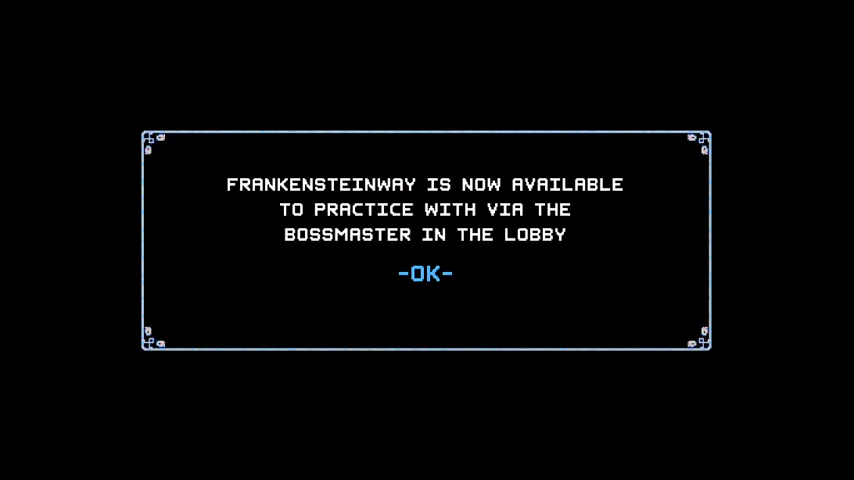 FRANKENSTEINWAY IS NOW AVAILABLE
TO PRACTICE WITH VIA THE
BOSSMASTER IN THE LOBBY
-OK-